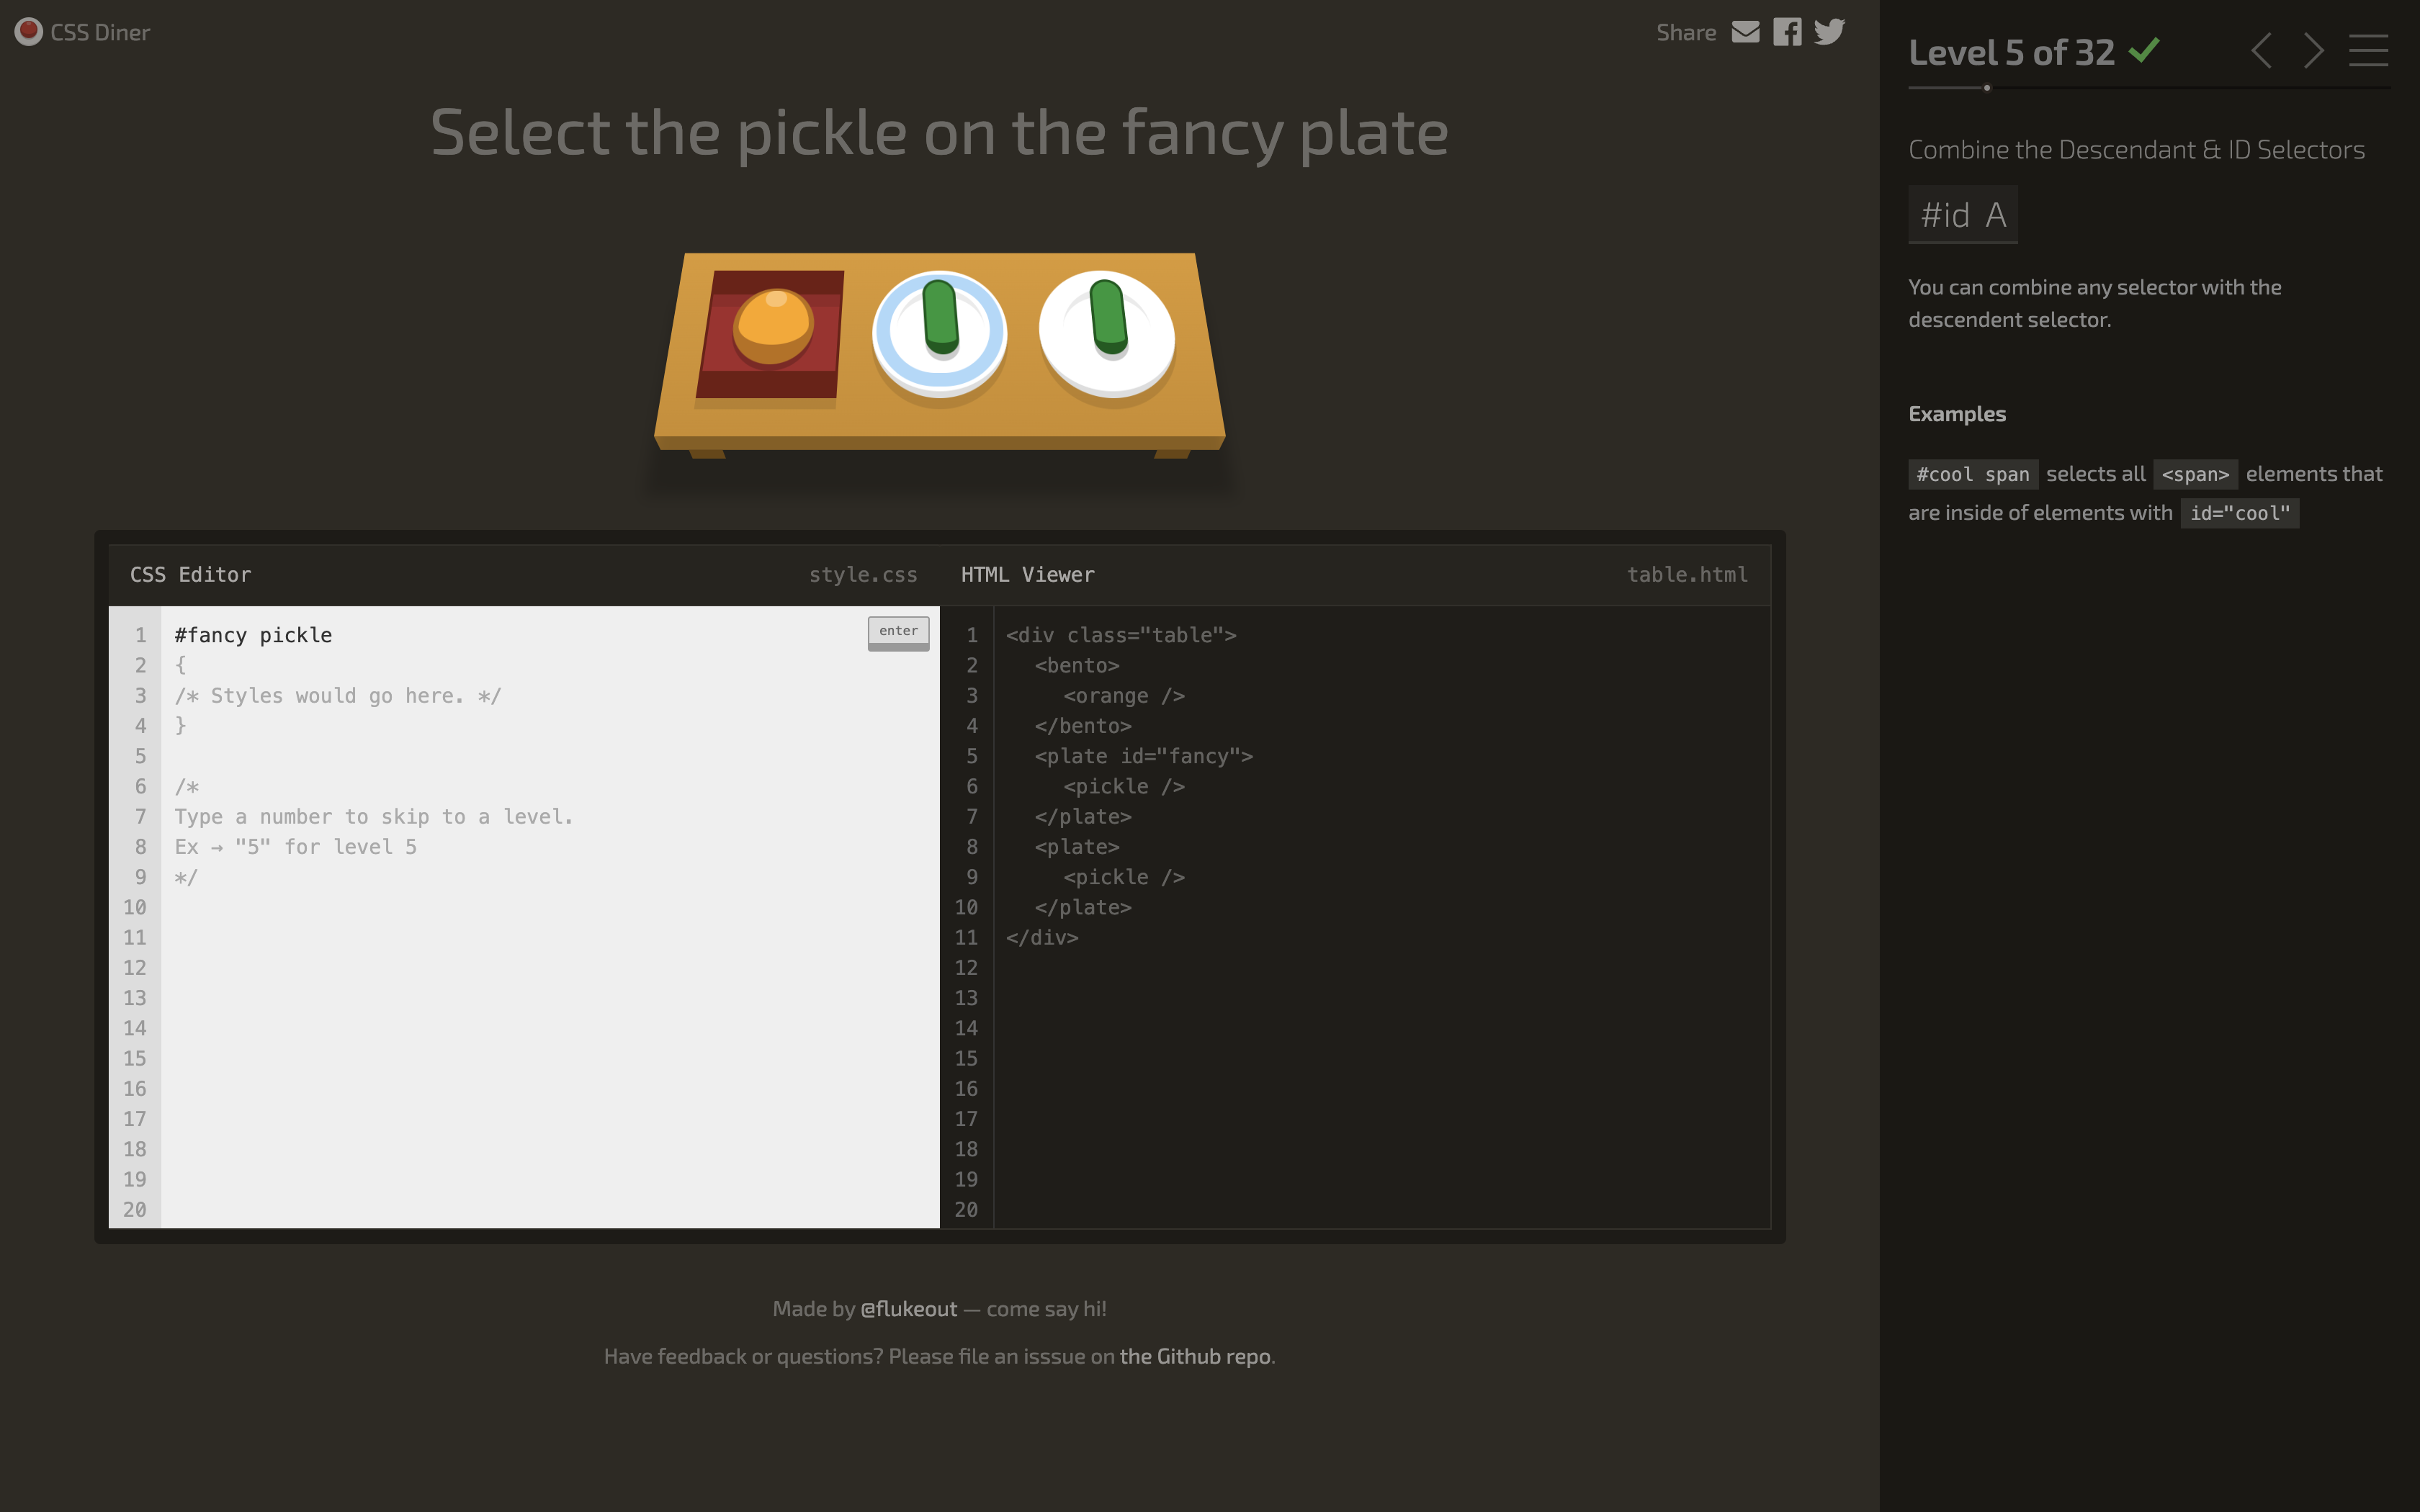 CSS Diner
Share
Select the pickle on the fancy plate
CSS Editor
style.css
1 #fancy pickle
enter
2 {
3 /* Styles would go here. */
4 }
5
6 /*
7 Type a number to skip to a level.
8 Ex → "5" for level 5
9 */
10
11
12
13
14
15
16
17
18
19
20
HTML Viewer
table.html
1 <div class="table">
2 <bento>
3 <orange />
4 </bento>
5 <plate id="fancy">
6 <pickle />
7 </plate>
8 <plate>
9 <pickle />
10 </plate>
11 </div>
12
13
14
15
16
17
18
19
20
Made by @flukeout — come say hi!
Have feedback or questions? Please file an isssue on the Github repo.
Level 5 of 32
Combine the Descendant & ID Selectors
#id A
You can combine any selector with the
descendent selector.
Examples
#cool span selects all <span> elements that
are inside of elements with id="cool"